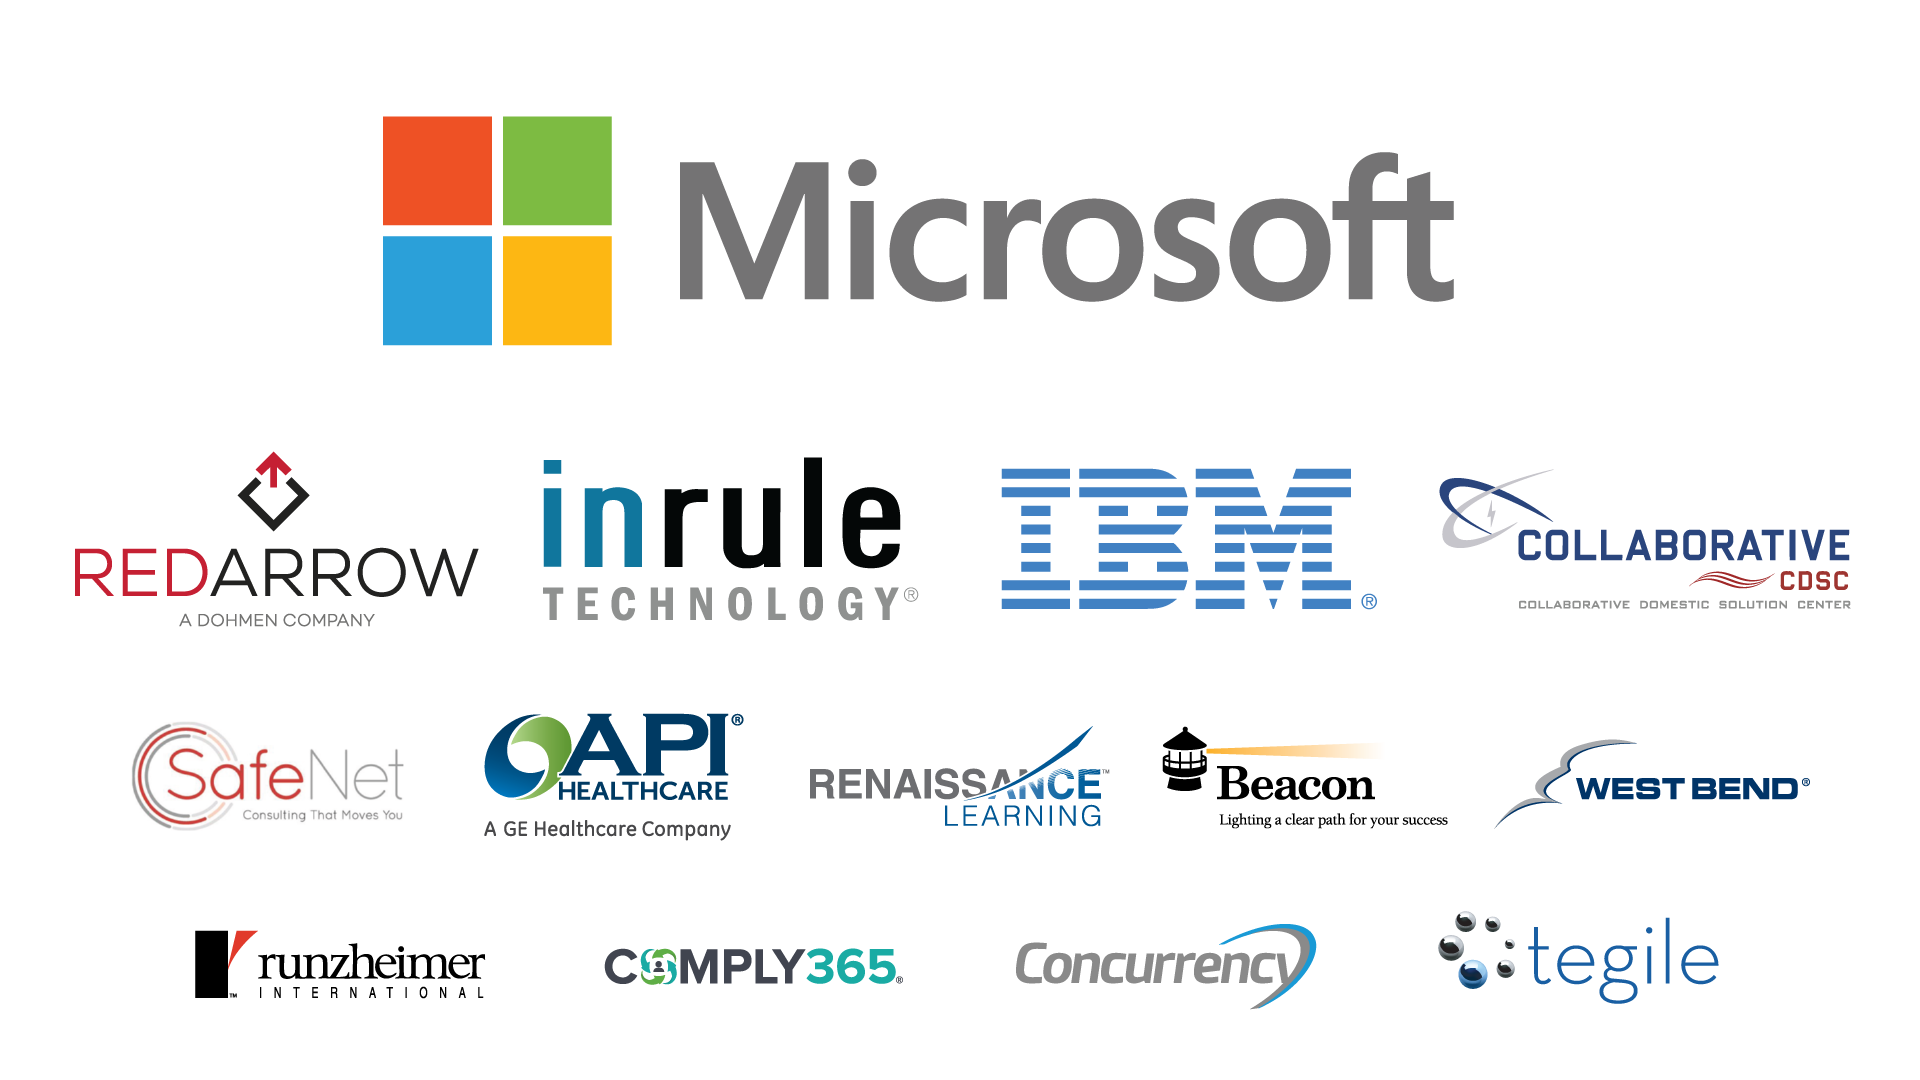 Microsoft
REDARROW
A DOHMEN COMPANY
inrule
TECHNOLOGY®
IBM®
COLLABORATIVE
CDSC
COLLABORATIVE DOMESTIC SOLUTION CENTER
SafeNet
Consulting That Moves You
API®
HEALTHCARE
A GE Healthcare Company
RENAISSANCE™
LEARNING
Beacon
Lighting a clear path for your success
WEST BEND®
runzheimer
INTERNATIONAL™
COMPLY365®
Concurrency
tegile